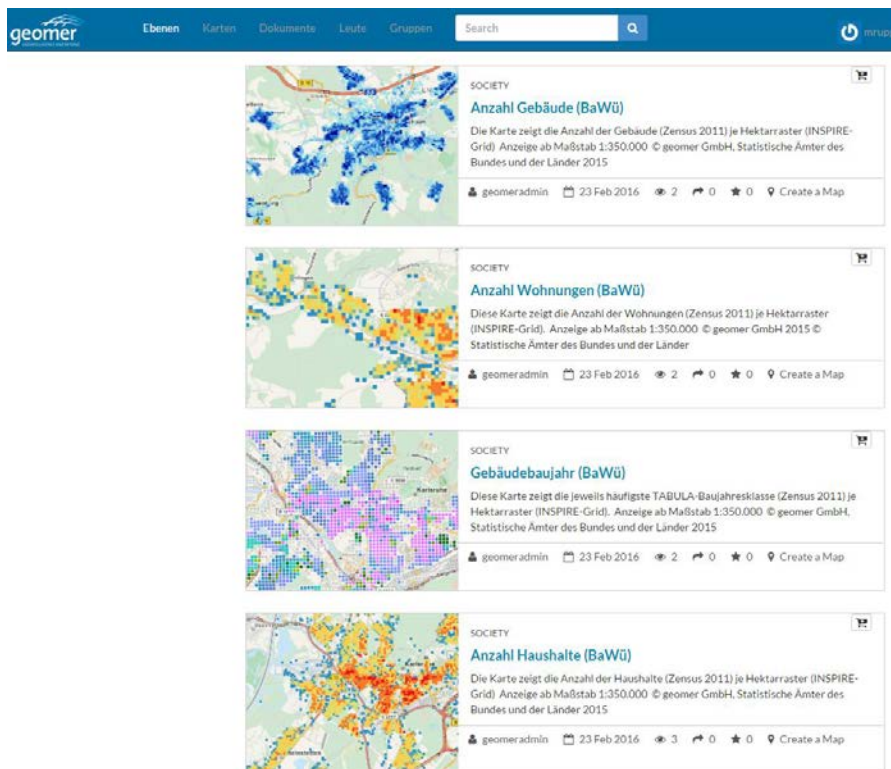 geomer
Ebenen Karten Dokumente Leute Gruppen Search
SOCIETY
Anzahl Gebäude (BaWü)
Die Karte zeigt die Anzahl der Gebäude (Zensus 2011) je Hektarraster (INSPIRE-
Grid) Anzeige ab Maßstab 1:350.000 © geomer GmbH, Statistische Ämter des
Bundes und der Länder 2015
geomeradmin 23 Feb 2016 2 0 0 Create a Map
SOCIETY
Anzahl Wohnungen (BaWü)
Diese Karte zeigt die Anzahl der Wohnungen (Zensus 2011) je Hektarraster
(INSPIRE-Grid). Anzeige ab Maßstab 1:350.000 © geomer GmbH 2015 ©
Statistische Ämter des Bundes und der Länder
geomeradmin 23 Feb 2016 2 0 0 Create a Map
SOCIETY
Gebäudebaujahr (BaWü)
Karlsruhe
Diese Karte zeigt die jeweils häufigste TABULA-Baujahresklasse (Zensus 2011) je
Hektarraster (INSPIRE-Grid). Anzeige ab Maßstab 1:350.000 © geomer GmbH,
Statistische Ämter des Bundes und der Länder 2015
geomeradmin 23 Feb 2016 2 0 0 Create a Map
SOCIETY
Anzahl Haushalte (BaWü)
Die Karte zeigt die Anzahl der Haushalte (Zensus 2011) je Hektarraster (INSPIRE-
Grid) Anzeige ab Maßstab 1:350.000 © geomer GmbH, Statistische Ämter des
Bundes und der Länder 2015
geomeradmin 23 Feb 2016 3 0 0 Create a Map